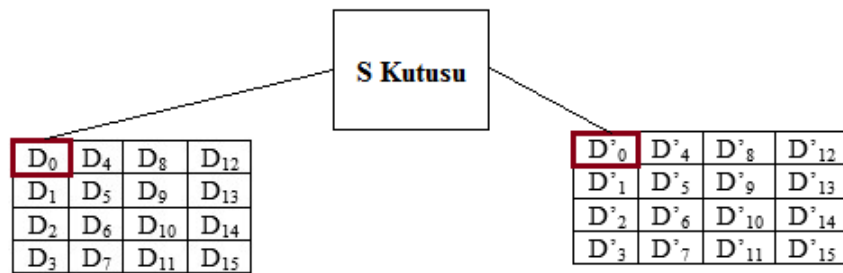 S Kutusu
D₀ D₄ D₈ D₁₂
D₁ D₅ D₉ D₁₃
D₂ D₆ D₁₀ D₁₄
D₃ D₇ D₁₁ D₁₅
D’₀ D’₄ D’₈ D’₁₂
D’₁ D’₅ D’₉ D’₁₃
D’₂ D’₆ D’₁₀ D’₁₄
D’₃ D’₇ D’₁₁ D’₁₅